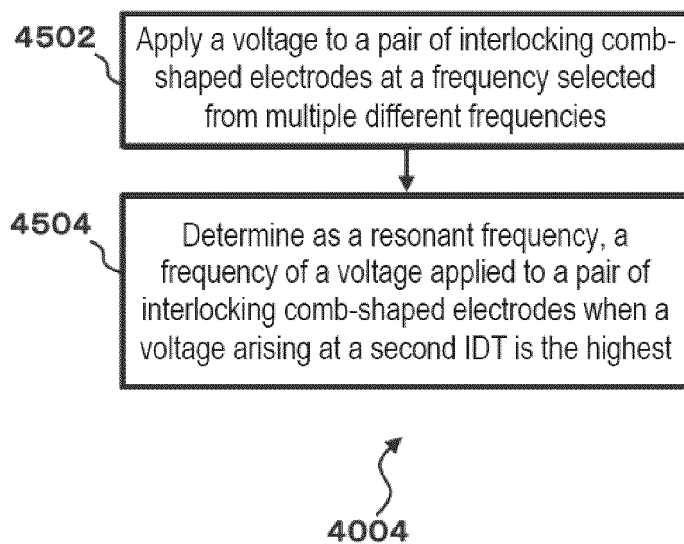 4502
Apply a voltage to a pair of interlocking comb-
shaped electrodes at a frequency selected
from multiple different frequencies
4504
Determine as a resonant frequency, a
frequency of a voltage applied to a pair of
interlocking comb-shaped electrodes when a
voltage arising at a second IDT is the highest
4004